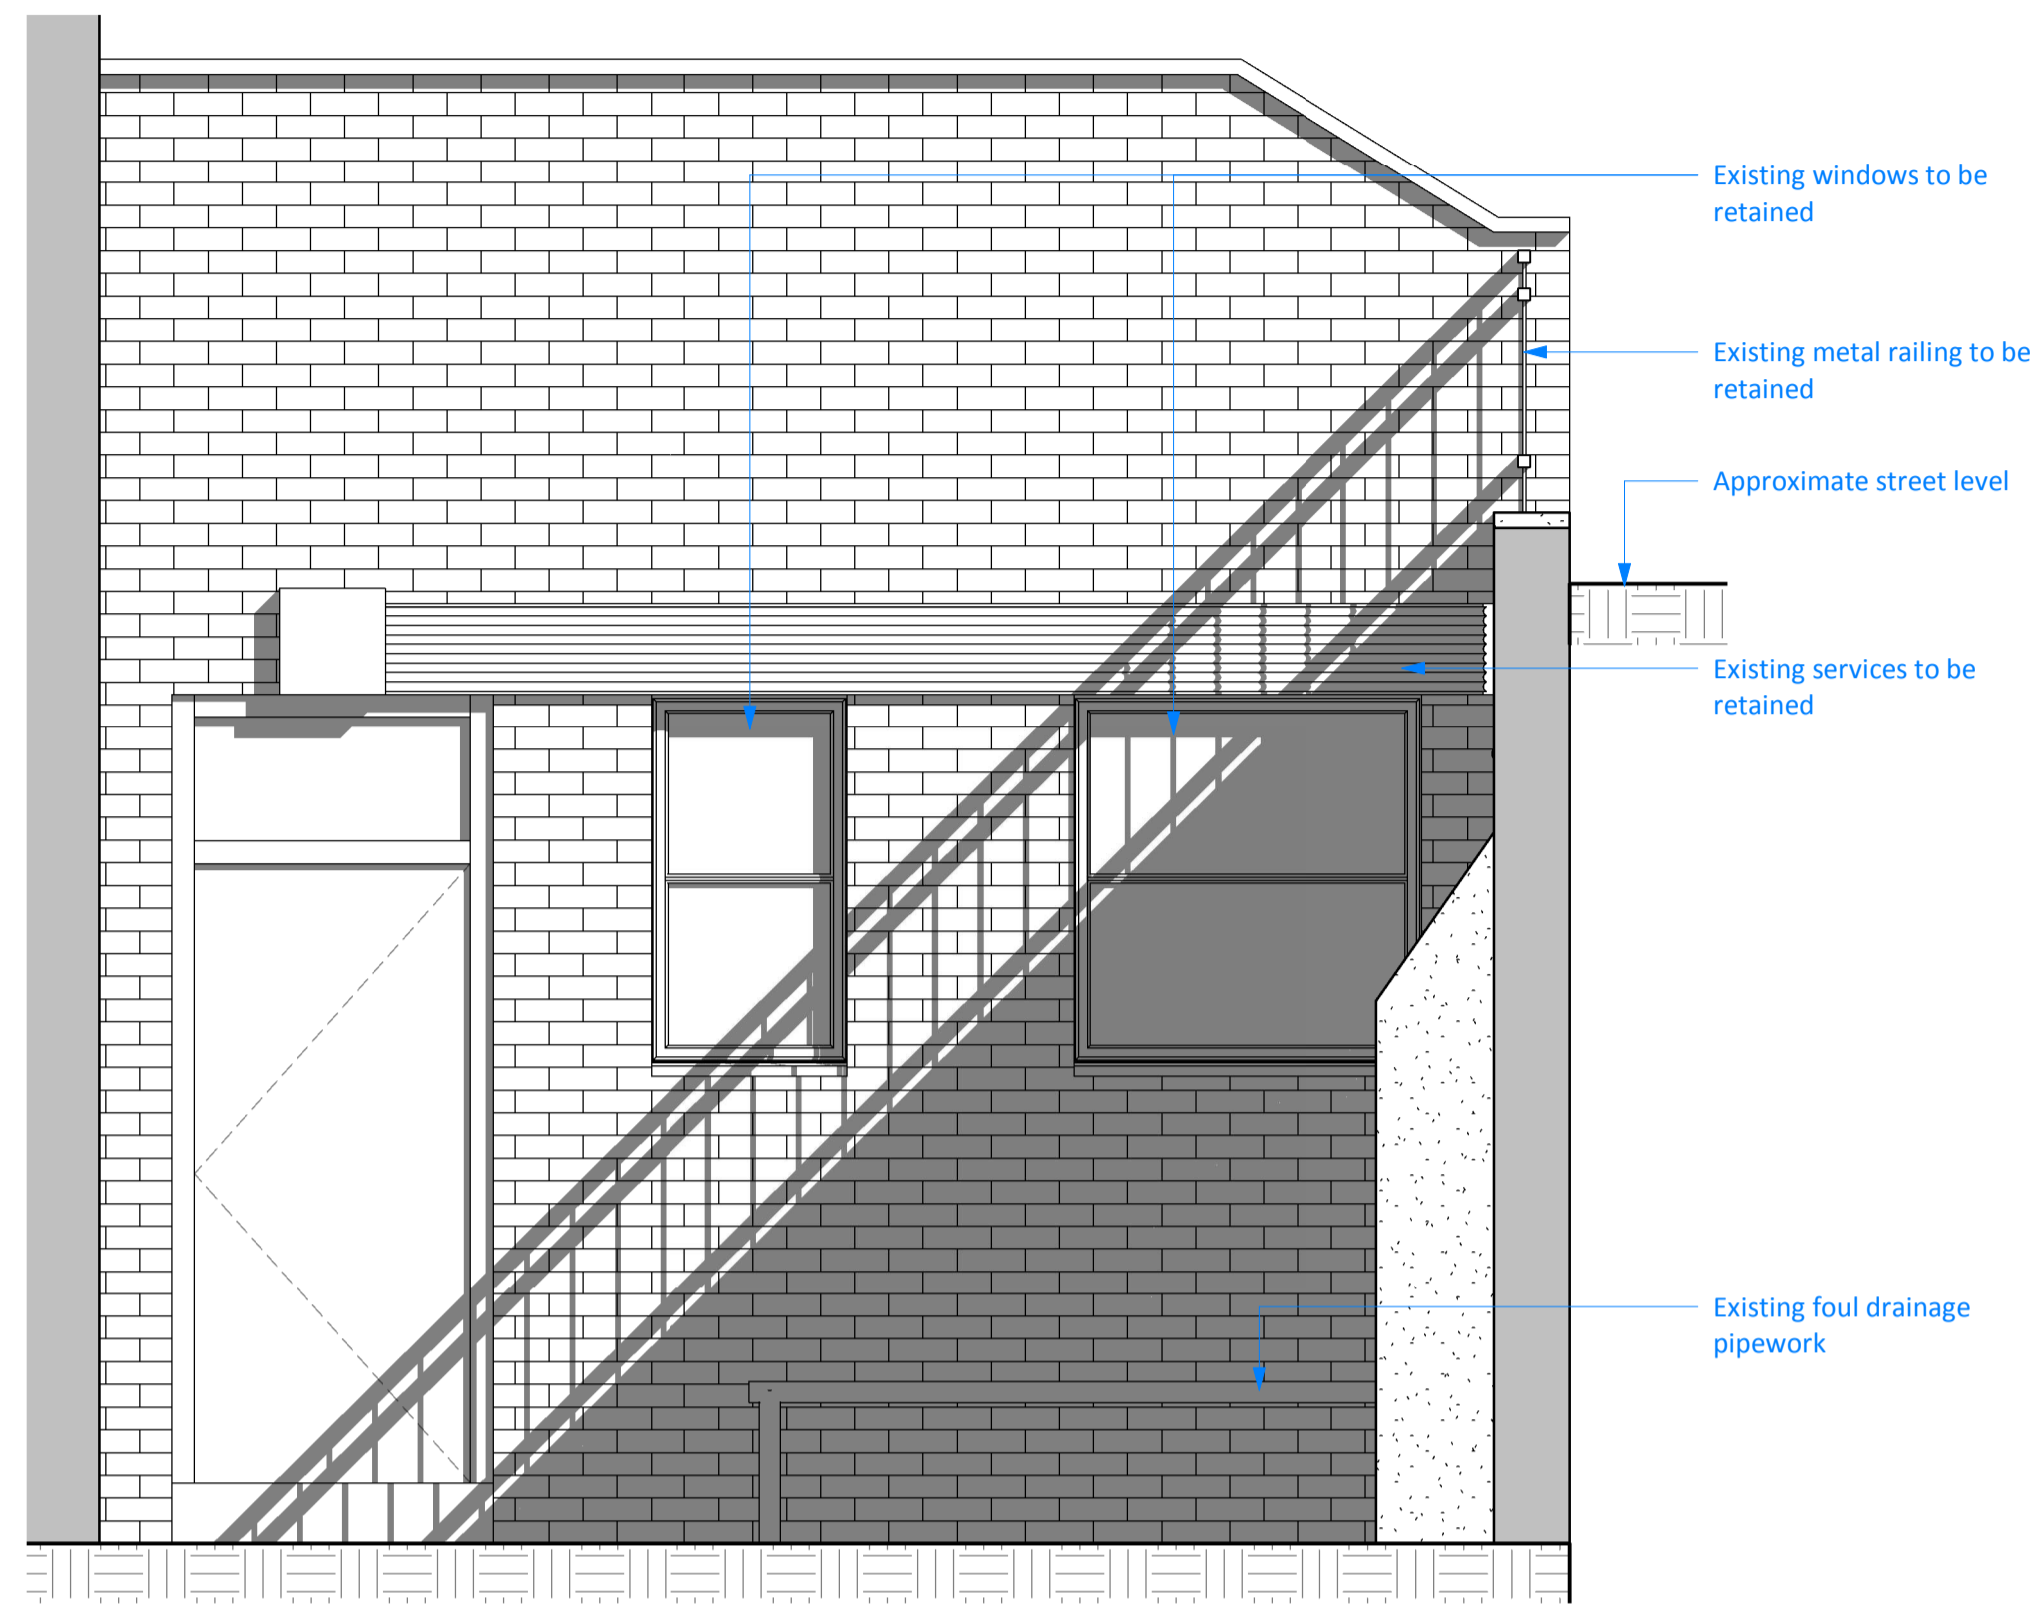 Existing windows to be
retained
Existing metal railing to be
retained
Approximate street level
Existing services to be
retained
Existing foul drainage
pipework